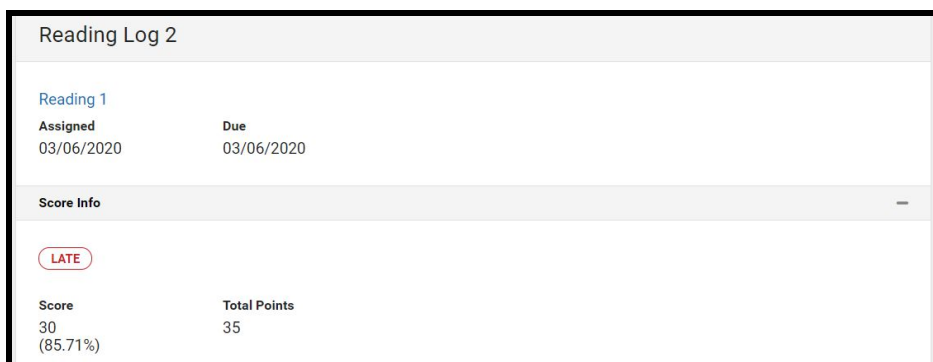 Reading Log 2
Reading 1
Assigned Due
03/06/2020 03/06/2020
Score Info
LATE
Score Total Points
30 35
(85.71%)